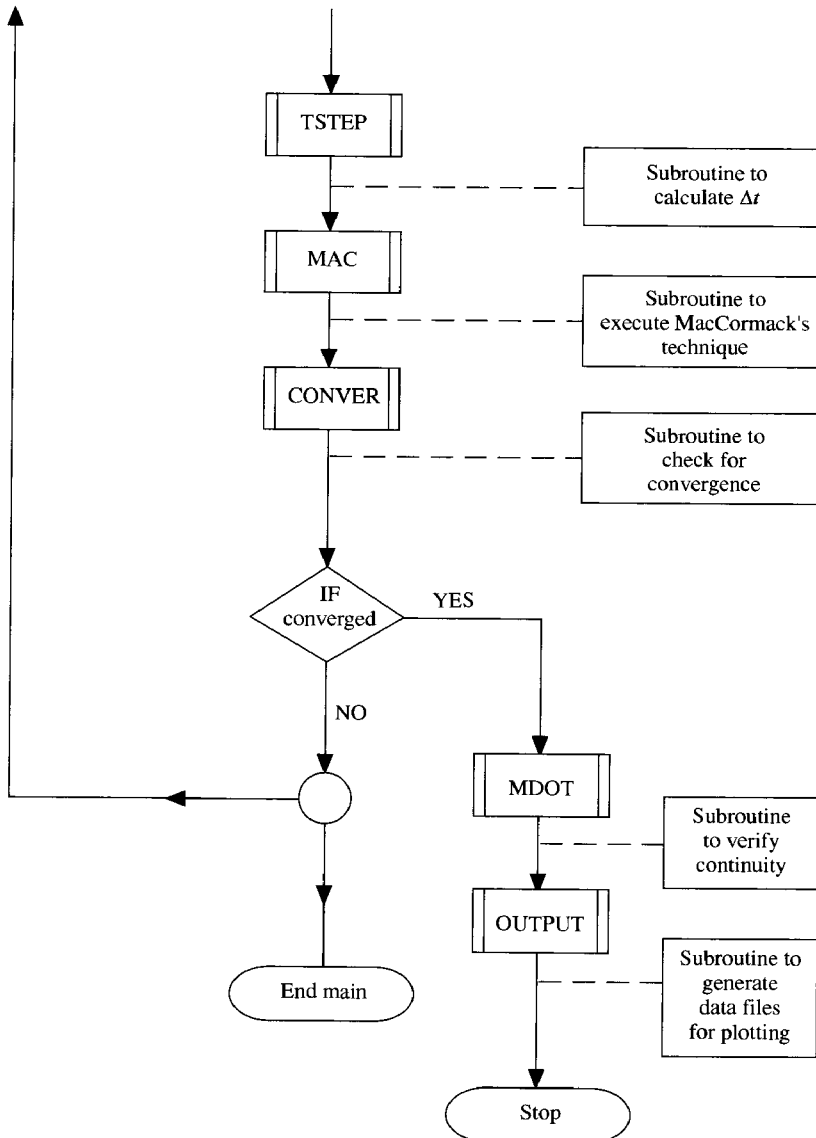 TSTEP
Subroutine to
calculate Δt
MAC
Subroutine to
execute MacCormack's
technique
CONVER
Subroutine to
check for
convergence
IF
converged
YES
NO
MDOT
Subroutine
to verify
continuity
OUTPUT
Subroutine to
generate
data files
for plotting
End main
Stop